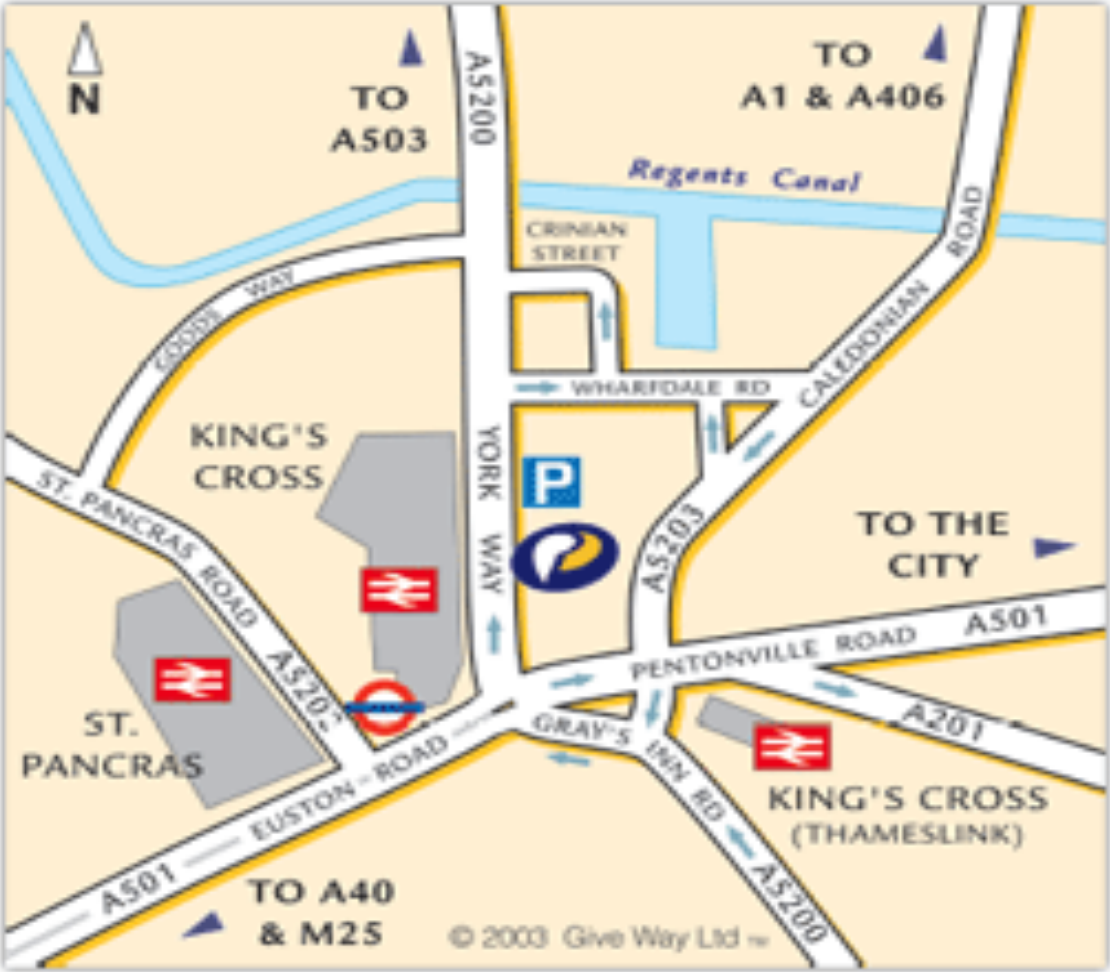 N
TO
A503
A5200
TO
A1 & A406
Regents Canal
CRINIAN
STREET
ROAD
GOODS WAY
CALEDONIAN
WHARFDALE RD
KING'S
CROSS
YORK WAY
P
ST. PANCRAS ROAD
A5202
A5203
TO THE
CITY
PENTONVILLE ROAD A501
A201
GRAY'S INN RD
A5200
ST.
PANCRAS
A501 EUSTON ROAD
KING'S CROSS
(THAMESLINK)
TO A40
& M25
© 2003 Give Way Ltd ™